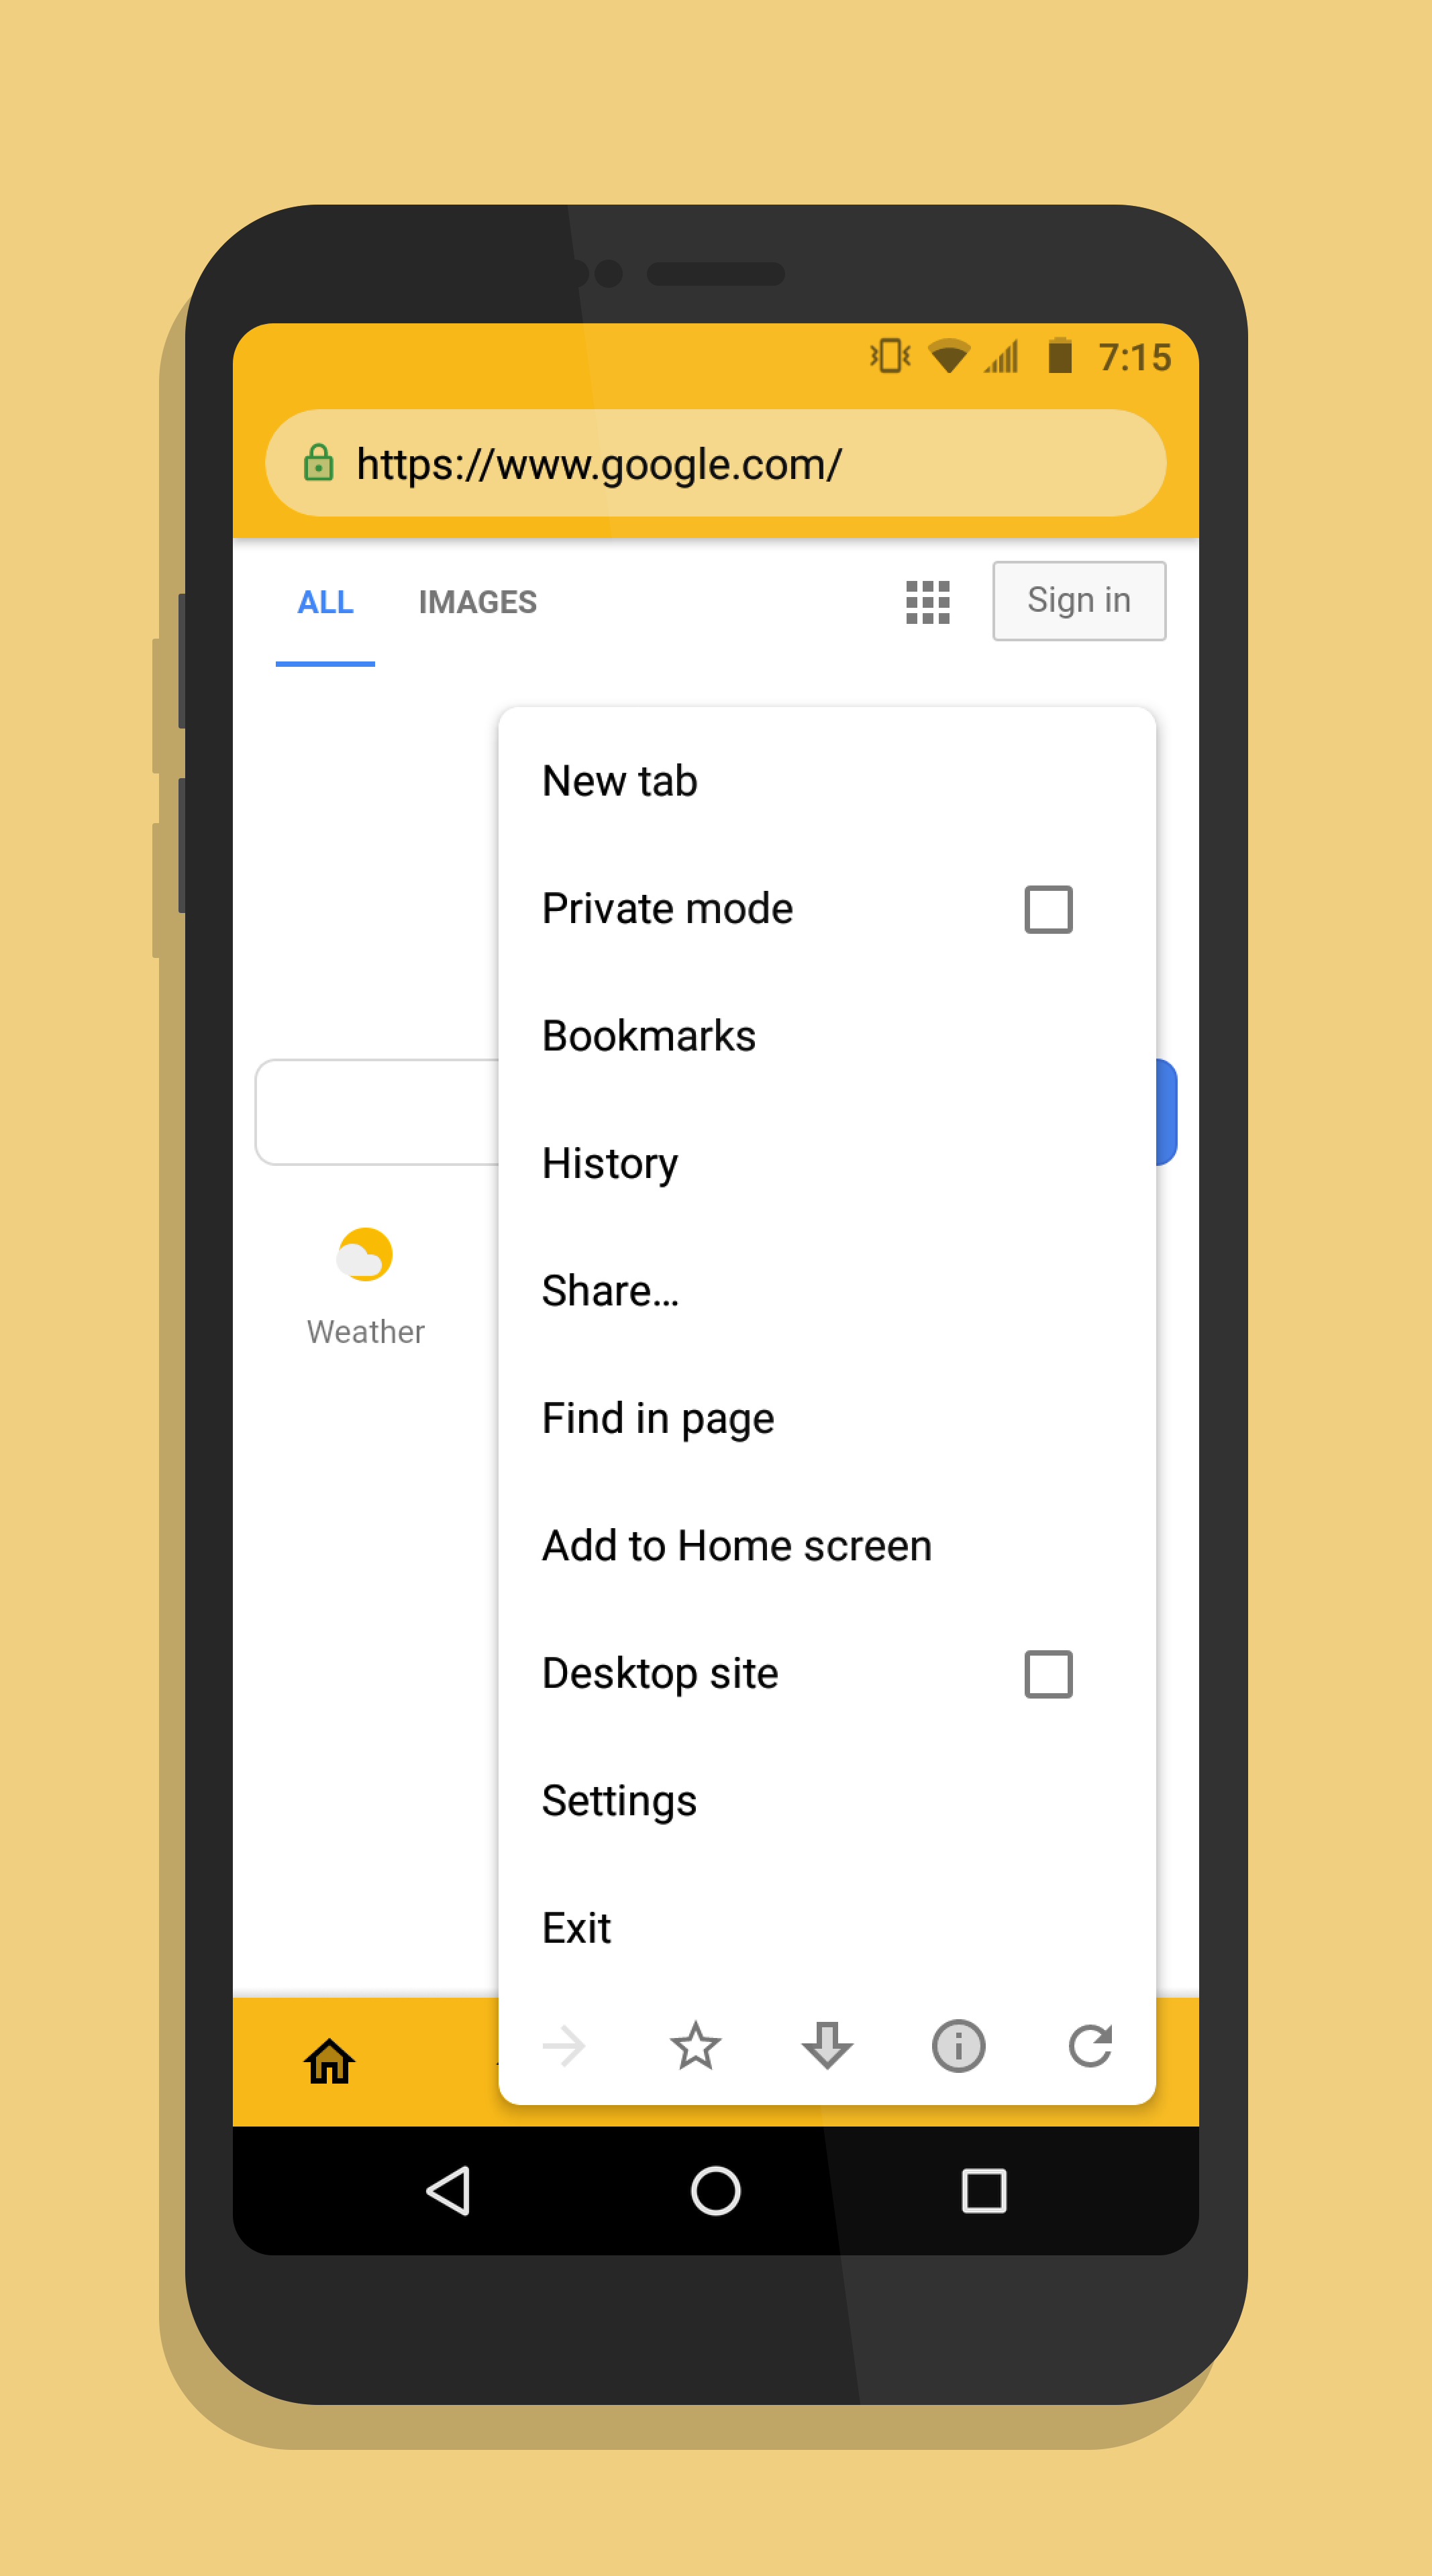 7:15
https://www.google.com/
ALL IMAGES Sign in
New tab
Private mode
Bookmarks
History
Share...
Weather
Find in page
Add to Home screen
Desktop site
Settings
Exit